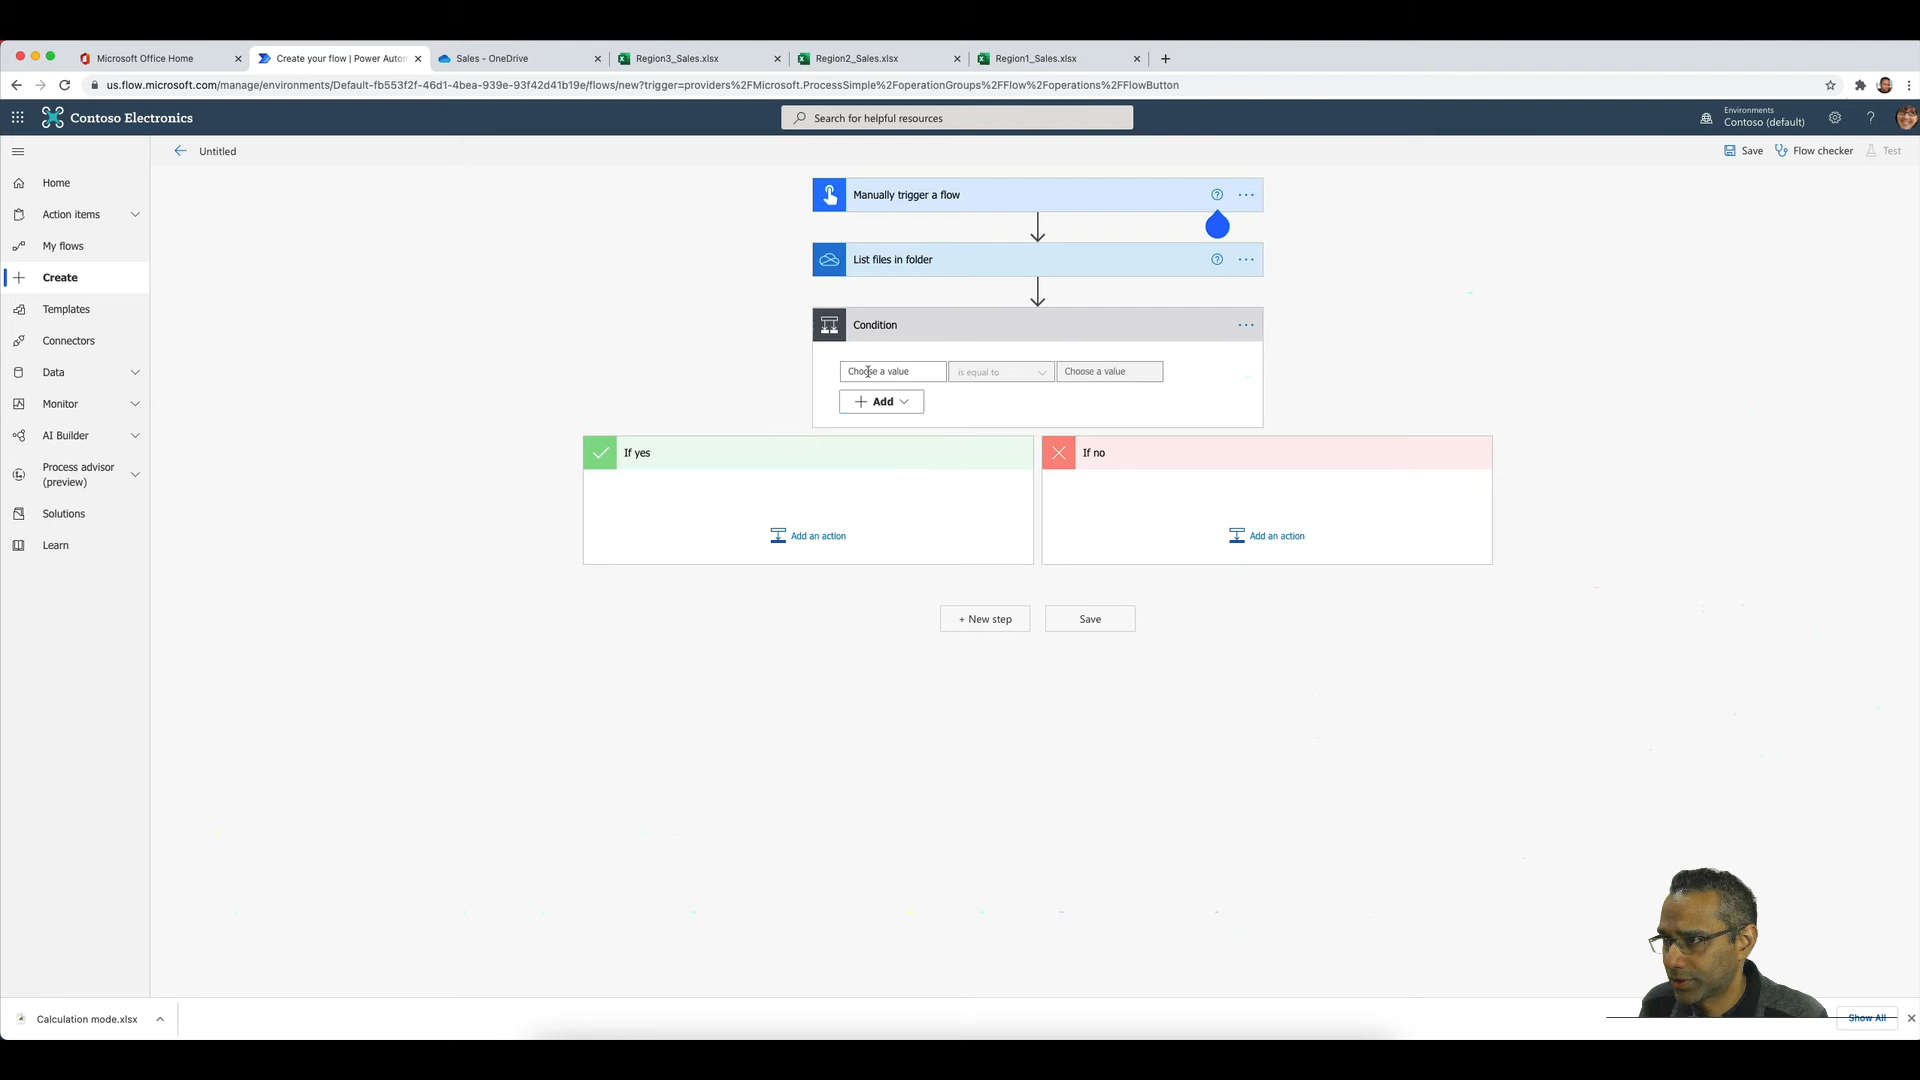 Microsoft Office Home
Create your flow | Power Autom
Sales - OneDrive
Region3_Sales.xlsx
Region2_Sales.xlsx
Region1_Sales.xlsx
us.flow.microsoft.com/manage/environments/Default-fb553f2f-46d1-4bea-939e-93f42d41b19e/flows/new?trigger=providers%2FMicrosoft.ProcessSimple%2FoperationGroups%2FFlow%2Foperations%2FFlowButton
Contoso Electronics
Search for helpful resources
Environments
Contoso (default)
Untitled
Save
Flow checker
Test
Home
Action items
My flows
Create
Templates
Connectors
Data
Monitor
AI Builder
Process advisor
(preview)
Solutions
Learn
Manually trigger a flow
List files in folder
Condition
Choose a value
is equal to
Choose a value
Add
If yes
Add an action
If no
Add an action
+ New step
Save
Calculation mode.xlsx
Show All